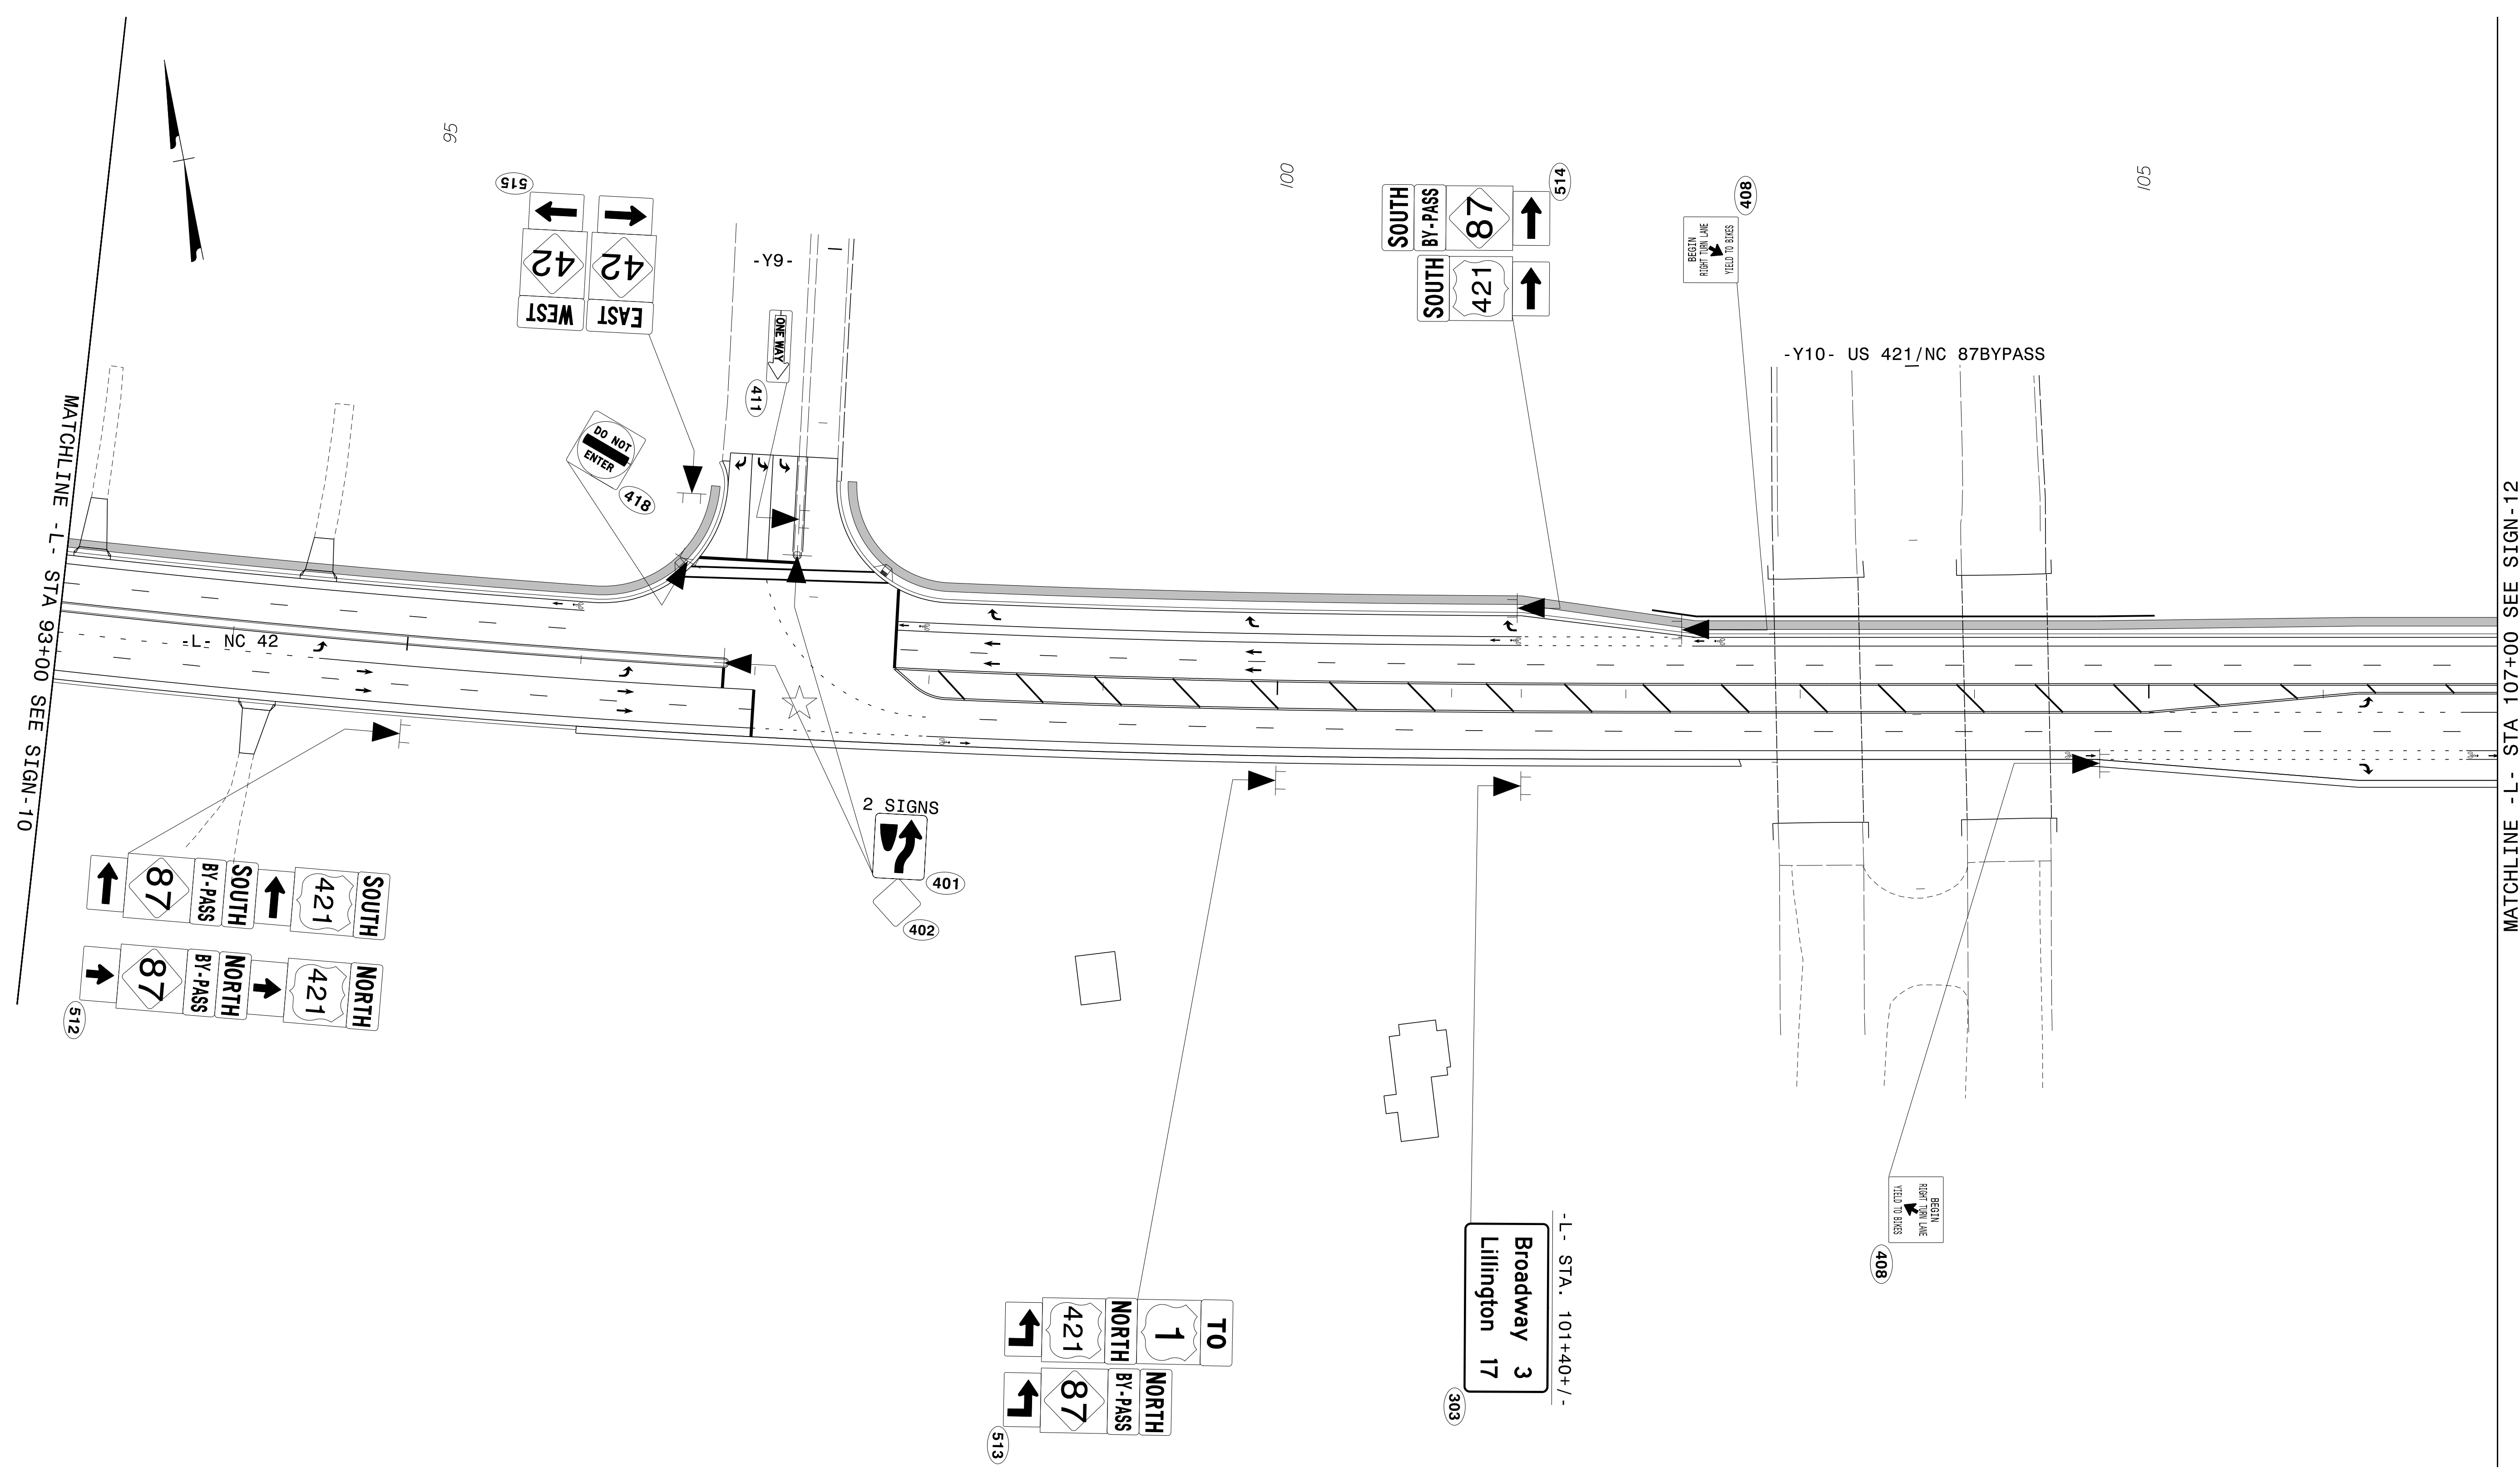 95
100
105
515
42
WEST
42
EAST
-Y9-
ONE WAY
411
DO NOT
ENTER
418
SOUTH
BY-PASS
87
514
SOUTH
421
408
BEGIN
RIGHT TURN LANE
YIELD TO BIKES
-Y10- US 421/NC 87BYPASS
MATCHLINE -L- STA 93+00 SEE SIGN-10
-L- NC 42
MATCHLINE -L- STA 107+00 SEE SIGN-12
2 SIGNS
401
402
SOUTH
421
SOUTH
BY-PASS
87
NORTH
421
NORTH
BY-PASS
87
512
TO
1
NORTH
421
NORTH
BY-PASS
87
513
-L- STA. 101+40+/-
Broadway 3
Lillington 17
303
BEGIN
RIGHT TURN LANE
YIELD TO BIKES
408